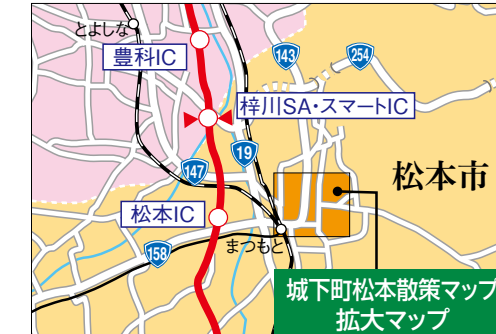 とよしな
豊科IC
143
254
梓川SA・スマートIC
19
147
松本市
松本IC
まつもと
158
城下町松本散策マップ
拡大マップ